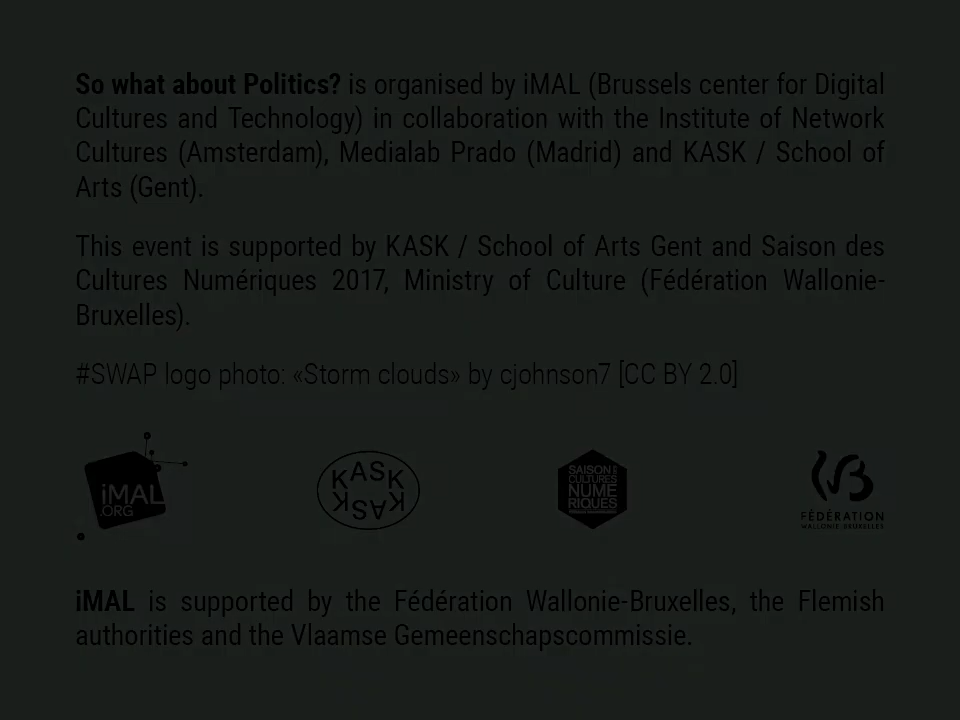 So what about Politics? is organised by iMAL (Brussels center for Digital
Cultures and Technology) in collaboration with the Institute of Network
Cultures (Amsterdam), Medialab Prado (Madrid) and KASK / School of
Arts (Gent).
This event is supported by KASK / School of Arts Gent and Saison des
Cultures Numériques 2017, Ministry of Culture (Fédération Wallonie-
Bruxelles).
#SWAP logo photo: «Storm clouds» by cjohnson7 [CC BY 2.0]
iMAL
.ORG
KASK
KASK
SAISON DES
CULTURES
NUMÉ
RIQUES
FÉDÉRATION
WALLONIE-BRUXELLES
iMAL is supported by the Fédération Wallonie-Bruxelles, the Flemish
authorities and the Vlaamse Gemeenschapscommissie.